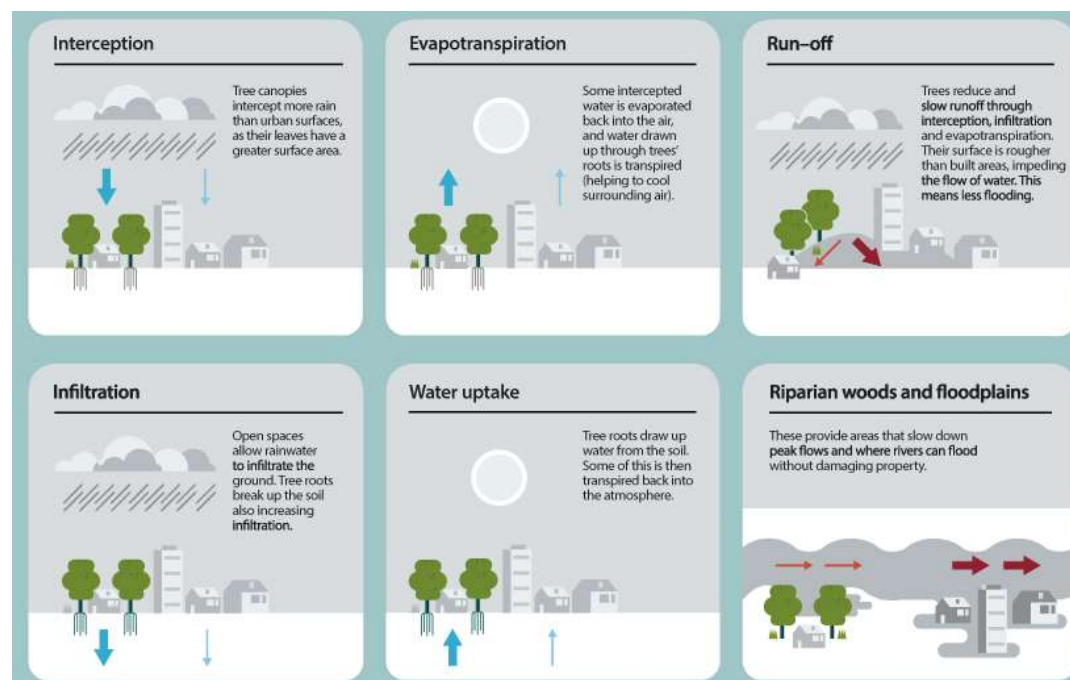 Interception
Tree canopies
intercept more rain
than urban surfaces,
as their leaves have a
greater surface area.
Evapotranspiration
Some intercepted
water is evaporated
back into the air,
and water drawn
up through trees'
roots is transpired
(helping to cool
surrounding air).
Run–off
Trees reduce and
slow runoff through
interception, infiltration
and evapotranspiration.
Their surface is rougher
than built areas, impeding
the flow of water. This
means less flooding.
Infiltration
Open spaces
allow rainwater
to infiltrate the
ground. Tree roots
break up the soil
also increasing
infiltration.
Water uptake
Tree roots draw up
water from the soil.
Some of this is then
transpired back into
the atmosphere.
Riparian woods and floodplains
These provide areas that slow down
peak flows and where rivers can flood
without damaging property.